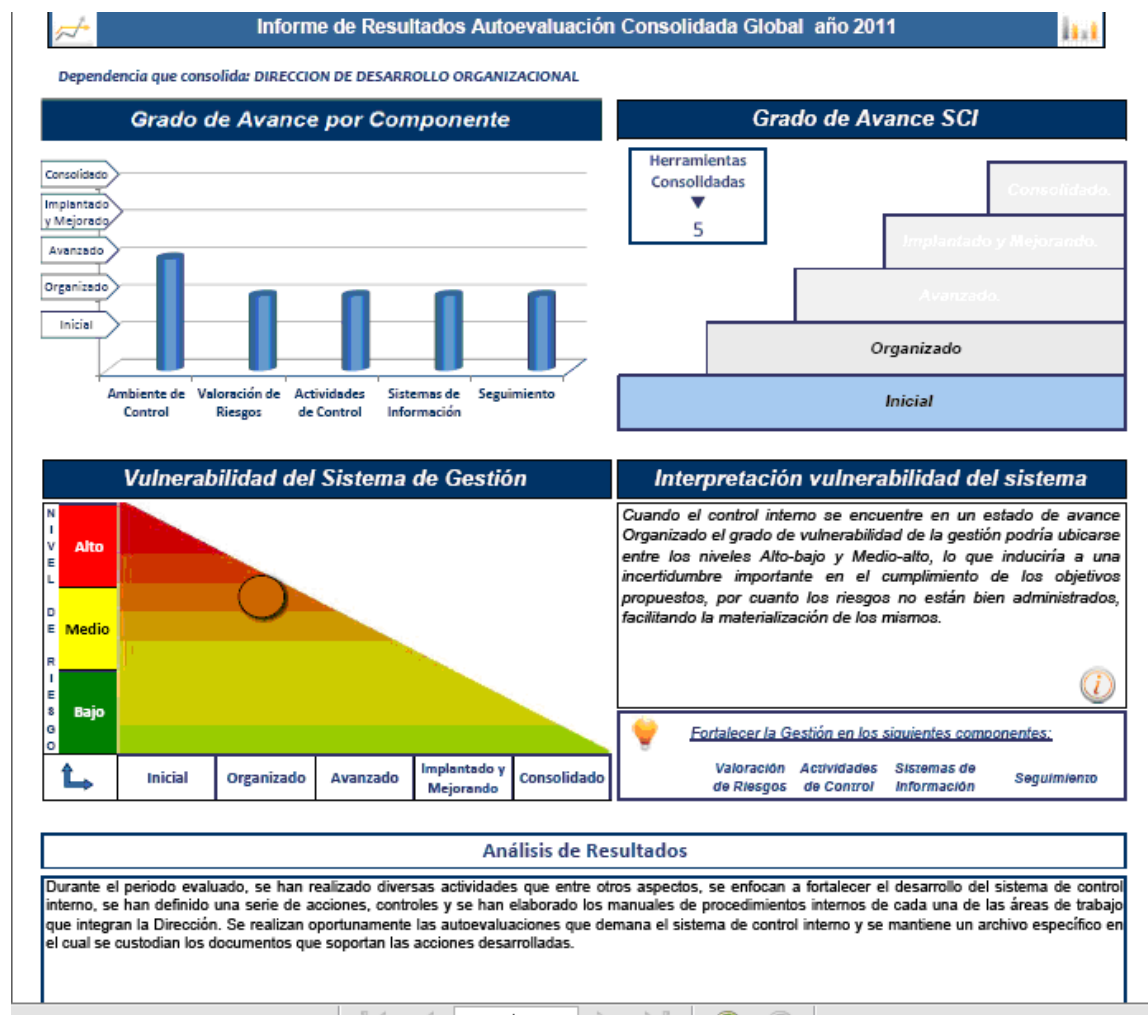 Informe de Resultados Autoevaluación Consolidada Global año 2011
Dependencia que consolida: DIRECCION DE DESARROLLO ORGANIZACIONAL
Grado de Avance por Componente
Consolidado
Implantado
y Mejorado
Avanzado
Organizado
Inicial
Ambiente de
Control
Valoración de
Riesgos
Actividades
de Control
Sistemas de
Información
Seguimiento
Grado de Avance SCI
Herramientas
Consolidadas
5
Consolidado.
Implantado y Mejorando.
Avanzado.
Organizado
Inicial
Vulnerabilidad del Sistema de Gestión
NIVEL DE RIESGO
Alto
Medio
Bajo
Inicial
Organizado
Avanzado
Implantado y
Mejorando
Consolidado
Interpretación vulnerabilidad del sistema
Cuando el control interno se encuentre en un estado de avance
Organizado el grado de vulnerabilidad de la gestión podría ubicarse
entre los niveles Alto-bajo y Medio-alto, lo que induciría a una
incertidumbre importante en el cumplimiento de los objetivos
propuestos, por cuanto los riesgos no están bien administrados,
facilitando la materialización de los mismos.
Fortalecer la Gestión en los siguientes componentes:
Valoración
de Riesgos
Actividades
de Control
Sistemas de
Información
Seguimiento
Análisis de Resultados
Durante el periodo evaluado, se han realizado diversas actividades que entre otros aspectos, se enfocan a fortalecer el desarrollo del sistema de control
interno, se han definido una serie de acciones, controles y se han elaborado los manuales de procedimientos internos de cada una de las áreas de trabajo
que integran la Dirección. Se realizan oportunamente las autoevaluaciones que demana el sistema de control interno y se mantiene un archivo específico en
el cual se custodian los documentos que soportan las acciones desarrolladas.